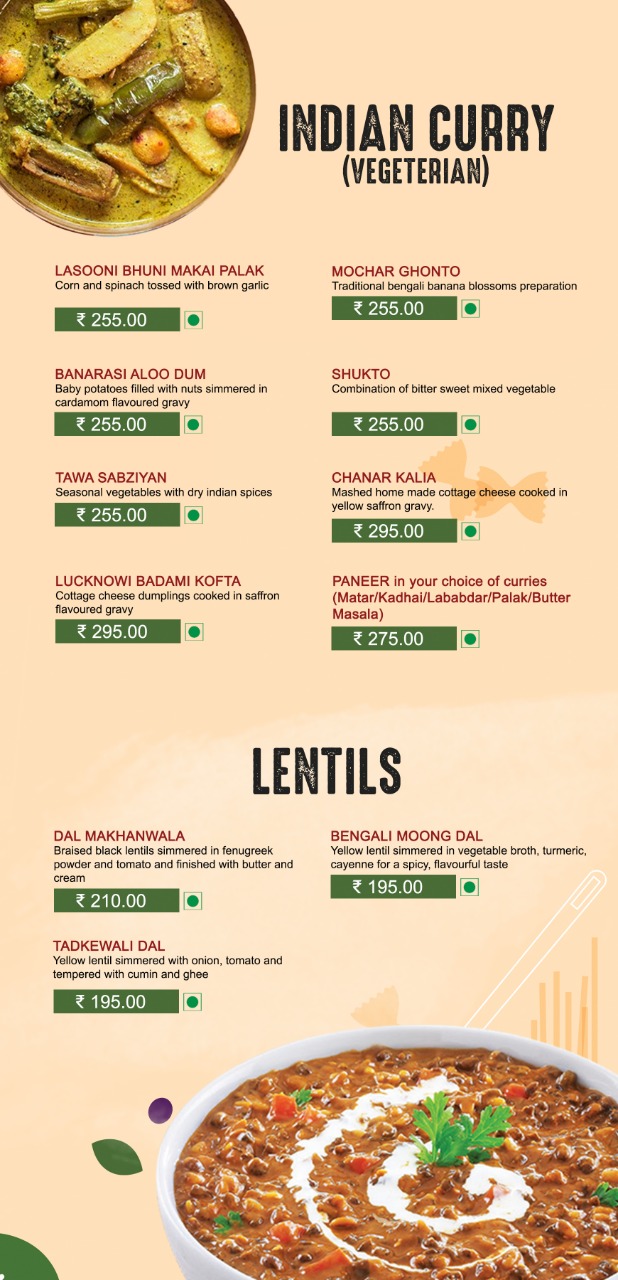 INDIAN CURRY
(VEGETERIAN)
LASOONI BHUNI MAKAI PALAK
Corn and spinach tossed with brown garlic
₹ 255.00
MOCHAR GHONTO
Traditional bengali banana blossoms preparation
₹ 255.00
BANARASI ALOO DUM
Baby potatoes filled with nuts simmered in
cardamom flavoured gravy
₹ 255.00
SHUKTO
Combination of bitter sweet mixed vegetable
₹ 255.00
TAWA SABZIYAN
Seasonal vegetables with dry indian spices
₹ 255.00
CHANAR KALIA
Mashed home made cottage cheese cooked in
yellow saffron gravy.
₹ 295.00
LUCKNOWI BADAMI KOFTA
Cottage cheese dumplings cooked in saffron
flavoured gravy
₹ 295.00
PANEER in your choice of curries
(Matar/Kadhai/Lababdar/Palak/Butter
Masala)
₹ 275.00
LENTILS
DAL MAKHANWALA
Braised black lentils simmered in fenugreek
powder and tomato and finished with butter and
cream
₹ 210.00
BENGALI MOONG DAL
Yellow lentil simmered in vegetable broth, turmeric,
cayenne for a spicy, flavourful taste
₹ 195.00
TADKEWALI DAL
Yellow lentil simmered with onion, tomato and
tempered with cumin and ghee
₹ 195.00